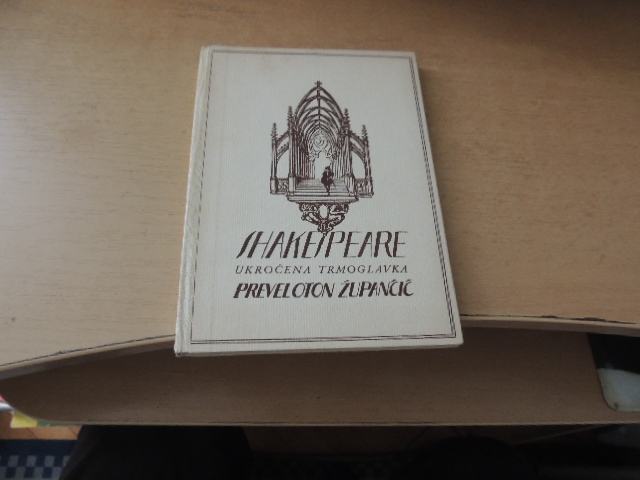 SHAKESPEARE
UKROČENA TRMOGLAVKA
PREVEL OTON ŽUPANČIČ